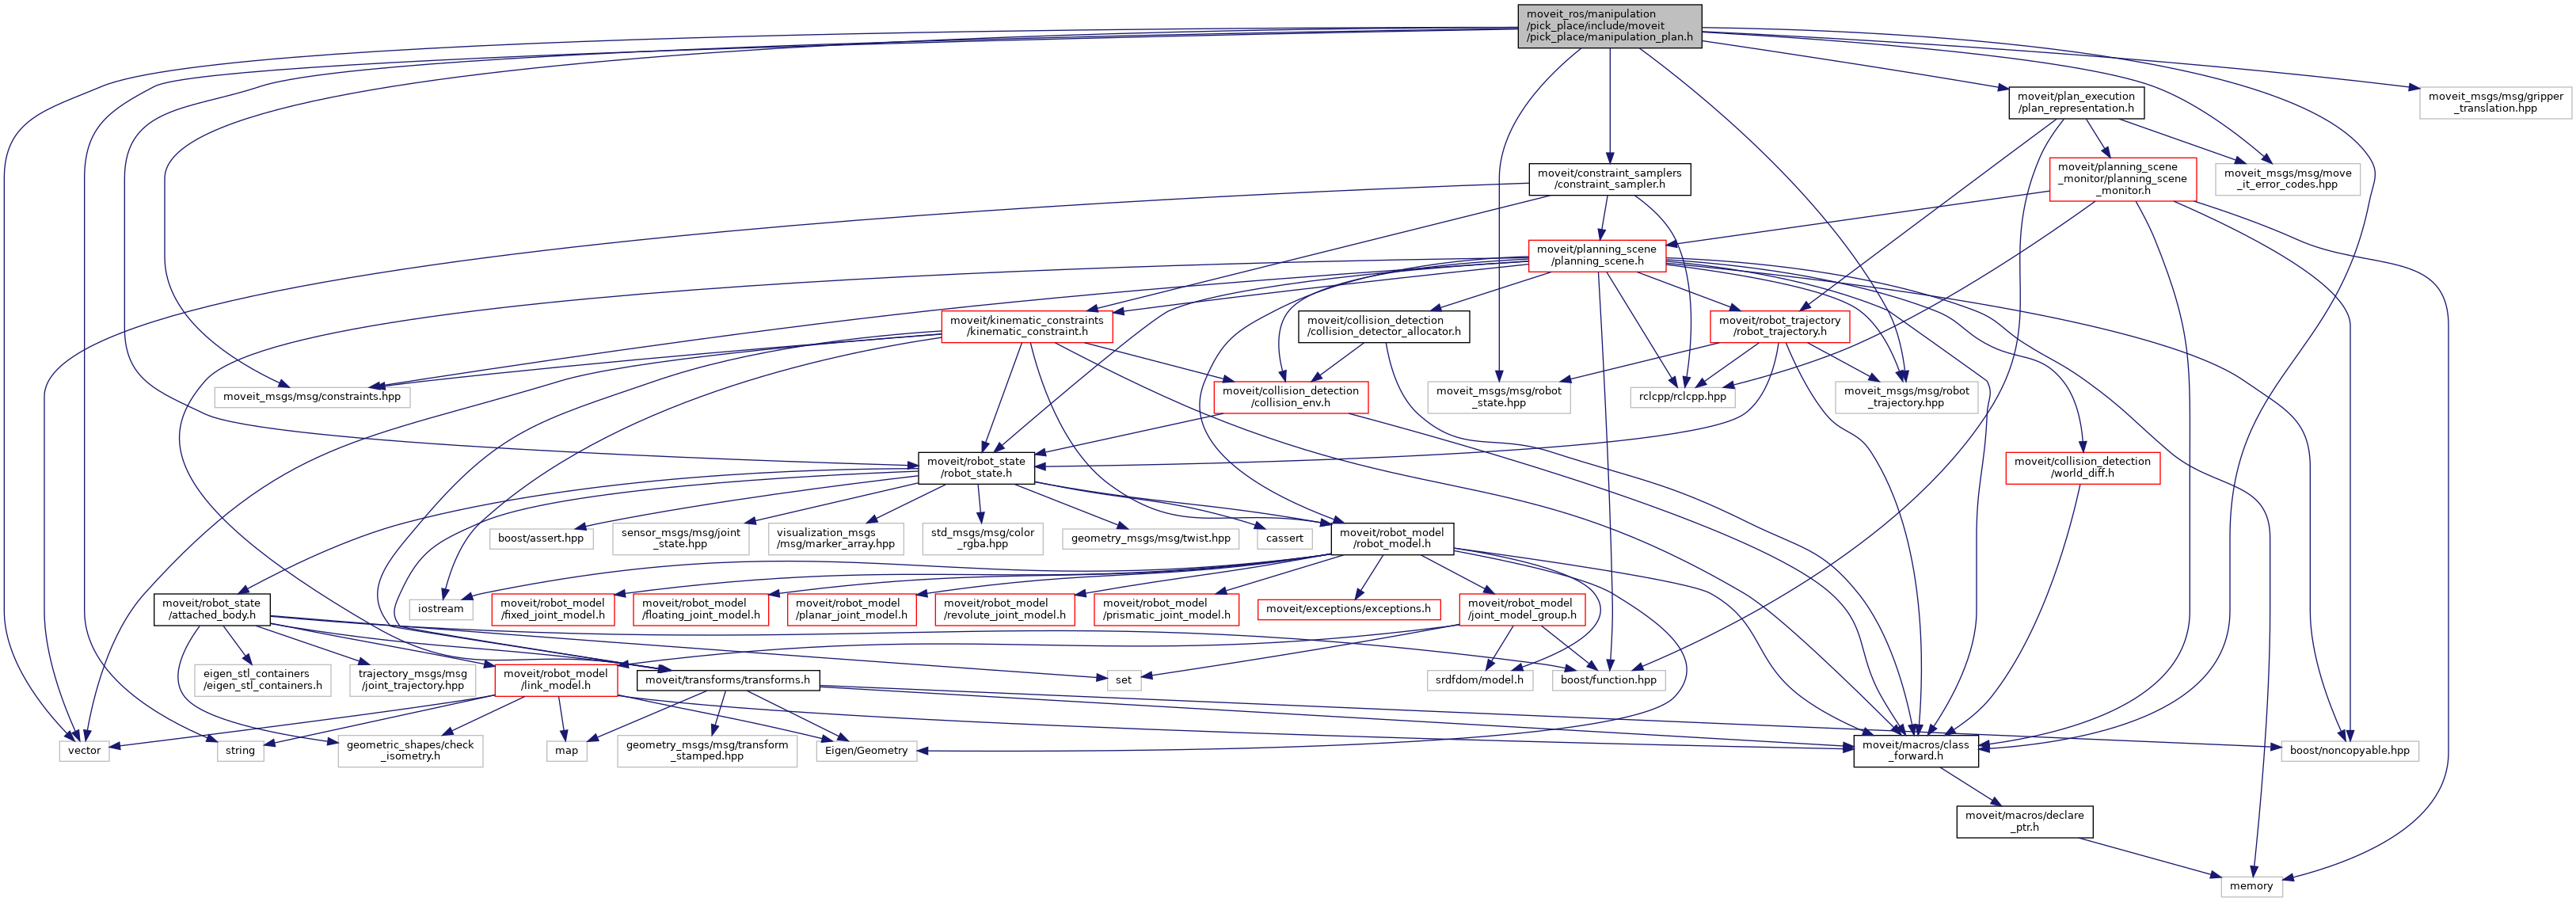 moveit_ros/manipulation
/pick_place/include/moveit
/pick_place/manipulation_plan.h
moveit/plan_execution
/plan_representation.h
moveit_msgs/msg/gripper
_translation.hpp
moveit/constraint_samplers
/constraint_sampler.h
moveit/planning_scene
_monitor/planning_scene
_monitor.h
moveit_msgs/msg/move
_it_error_codes.hpp
moveit/planning_scene
/planning_scene.h
moveit/kinematic_constraints
/kinematic_constraint.h
moveit/collision_detection
/collision_detector_allocator.h
moveit/robot_trajectory
/robot_trajectory.h
moveit_msgs/msg/constraints.hpp
moveit/collision_detection
/collision_env.h
moveit_msgs/msg/robot
_state.hpp
rclcpp/rclcpp.hpp
moveit_msgs/msg/robot
_trajectory.hpp
moveit/robot_state
/robot_state.h
moveit/collision_detection
/world_diff.h
boost/assert.hpp
sensor_msgs/msg/joint
_state.hpp
visualization_msgs
/msg/marker_array.hpp
std_msgs/msg/color
_rgba.hpp
geometry_msgs/msg/twist.hpp
cassert
moveit/robot_model
/robot_model.h
moveit/robot_state
/attached_body.h
iostream
moveit/robot_model
/fixed_joint_model.h
moveit/robot_model
/floating_joint_model.h
moveit/robot_model
/planar_joint_model.h
moveit/robot_model
/revolute_joint_model.h
moveit/robot_model
/prismatic_joint_model.h
moveit/exceptions/exceptions.h
moveit/robot_model
/joint_model_group.h
eigen_stl_containers
/eigen_stl_containers.h
trajectory_msgs/msg
/joint_trajectory.hpp
moveit/robot_model
/link_model.h
moveit/transforms/transforms.h
set
srdfdom/model.h
boost/function.hpp
vector
string
geometric_shapes/check
_isometry.h
map
geometry_msgs/msg/transform
_stamped.hpp
Eigen/Geometry
moveit/macros/class
_forward.h
boost/noncopyable.hpp
moveit/macros/declare
_ptr.h
memory